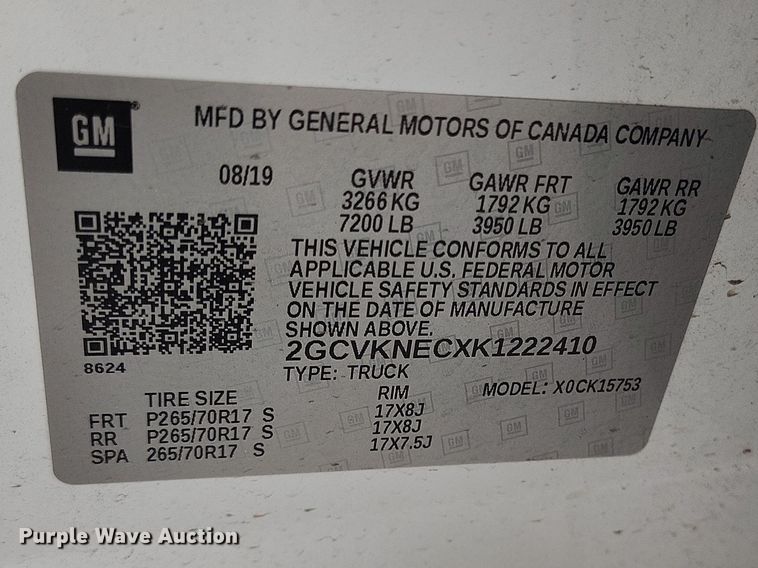 GM
MFD BY GENERAL MOTORS OF CANADA COMPANY
08/19 GVWR GAWR FRT GAWR RR
3266 KG 1792 KG 1792 KG
7200 LB 3950 LB 3950 LB
THIS VEHICLE CONFORMS TO ALL
APPLICABLE U.S. FEDERAL MOTOR
VEHICLE SAFETY STANDARDS IN EFFECT
ON THE DATE OF MANUFACTURE
SHOWN ABOVE.
8624 2GCVKNECXK1222410
TYPE: TRUCK MODEL: X0CK15753
TIRE SIZE RIM
FRT P265/70R17 S 17X8J
RR P265/70R17 S 17X8J
SPA 265/70R17 S 17X7.5J
Purple Wave Auction